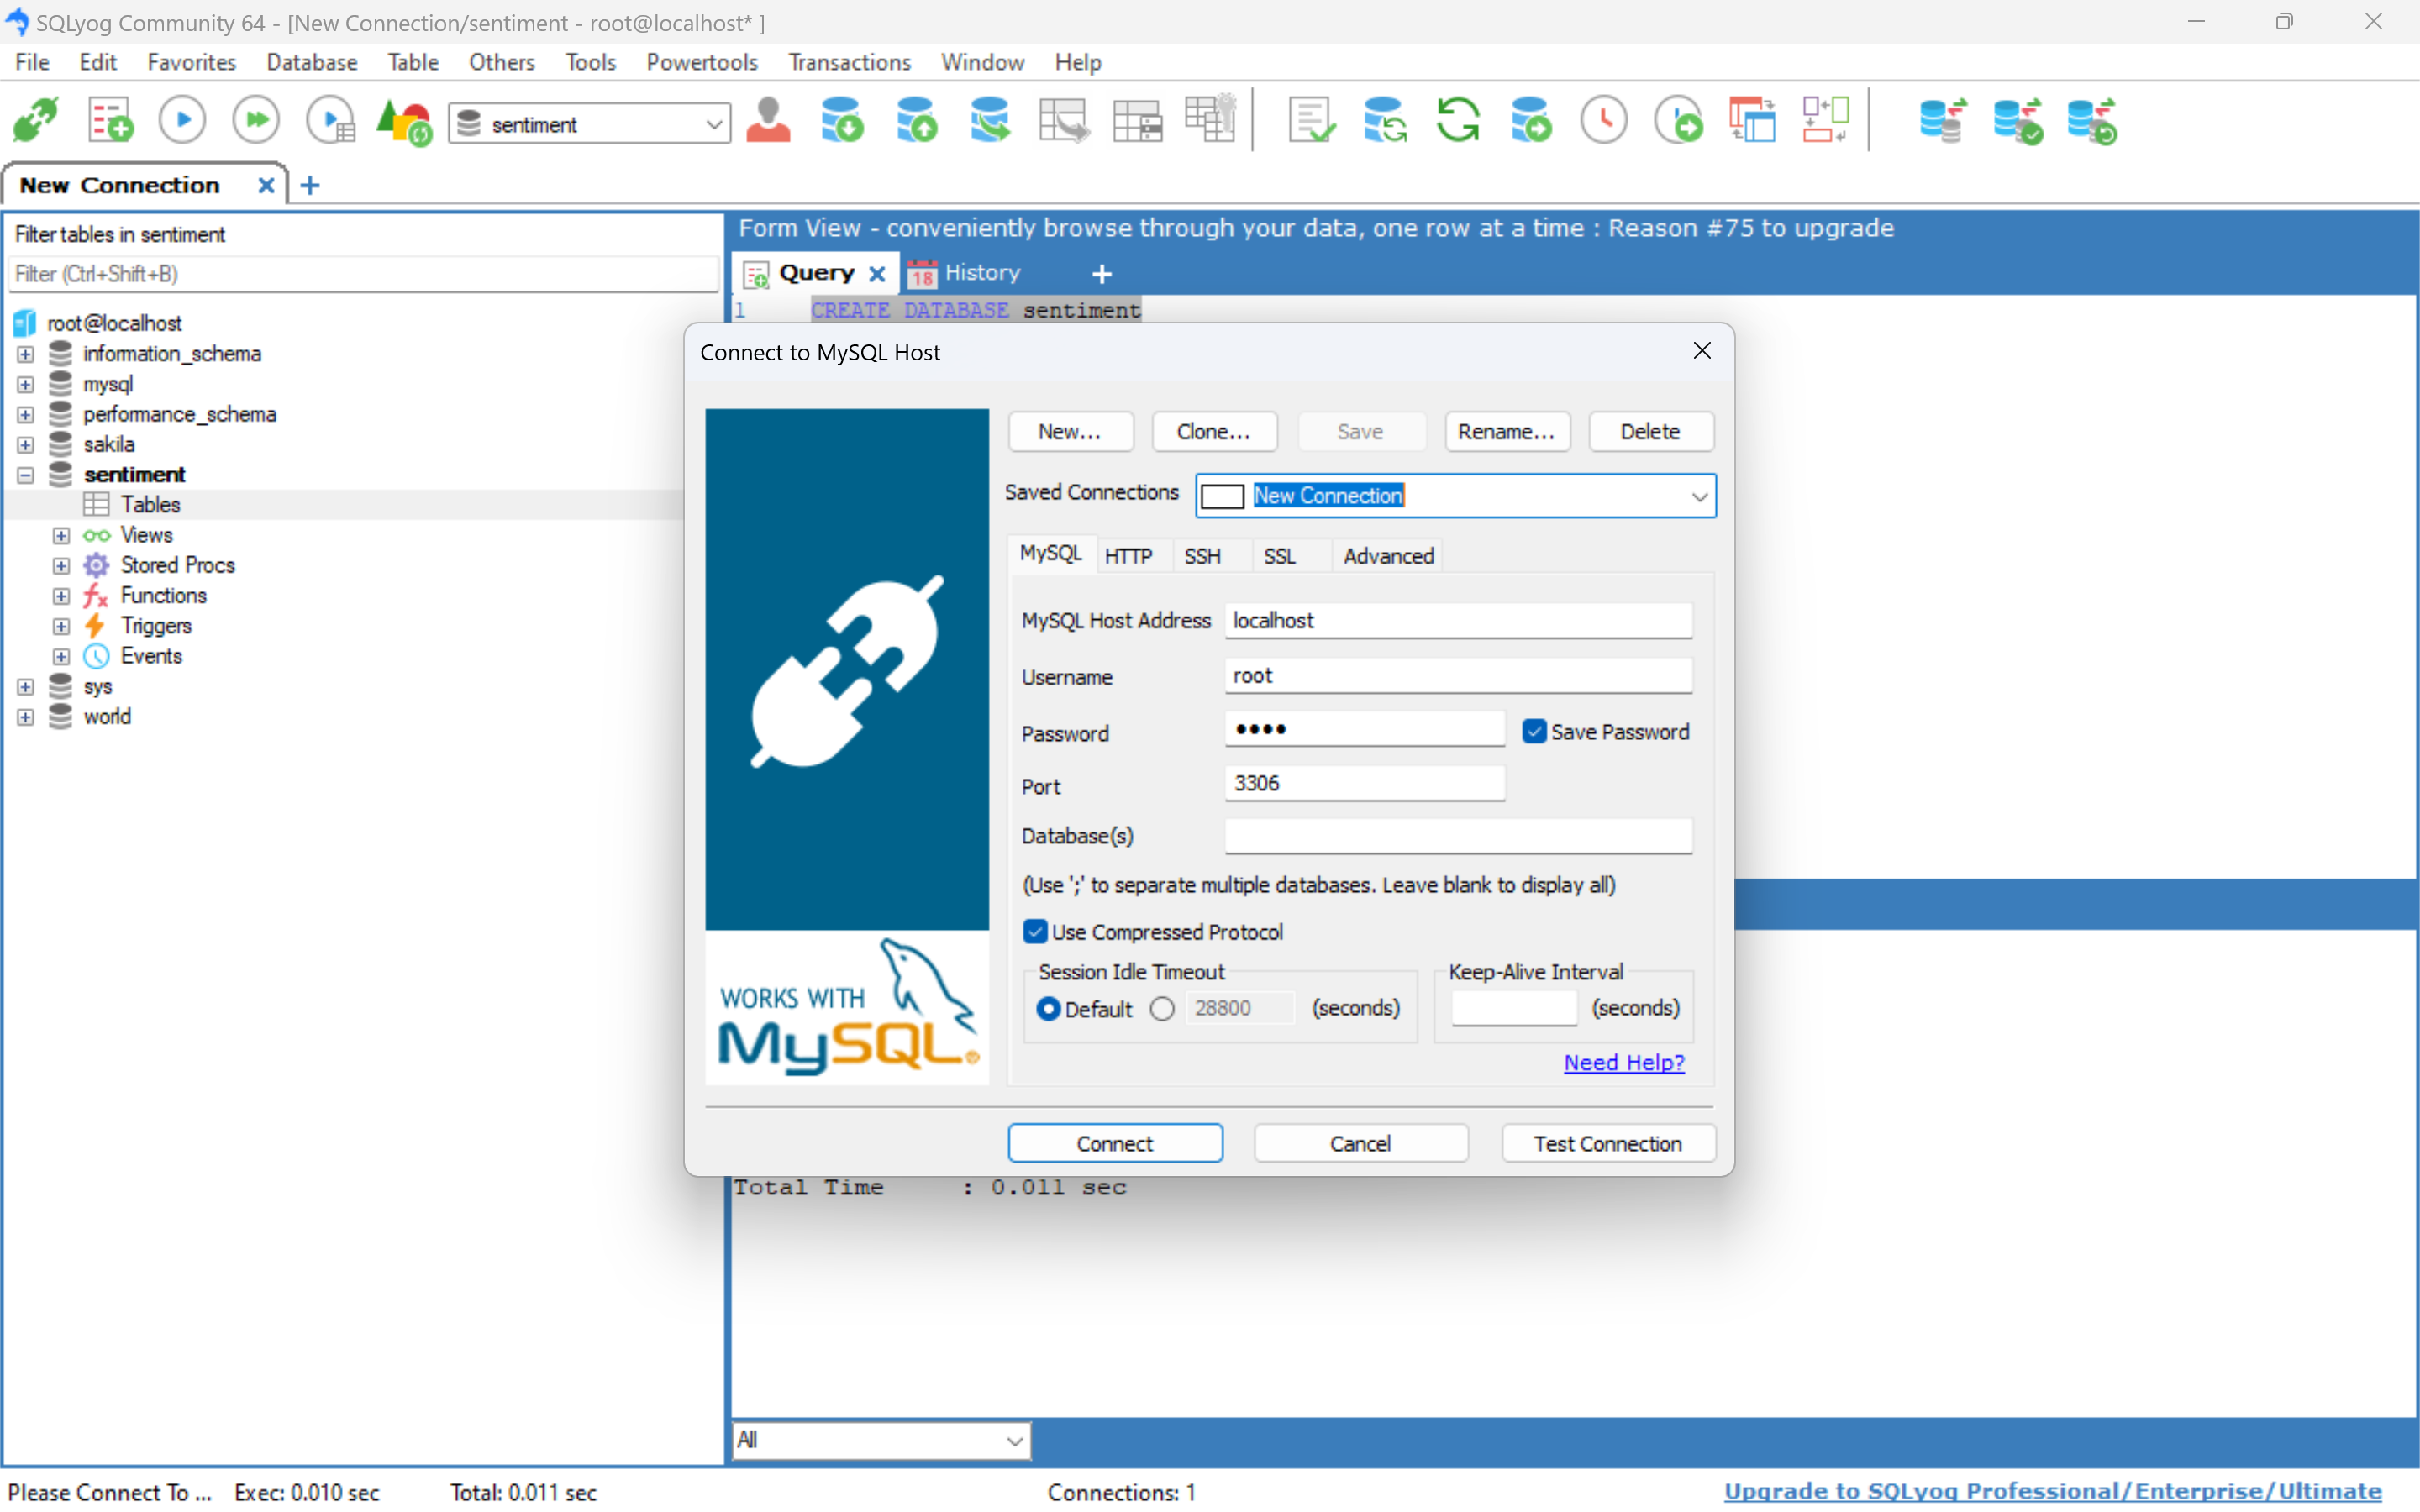 SQLyog Community 64 - [New Connection/sentiment - root@localhost* ]
File Edit Favorites Database Table Others Tools Powertools Transactions Window Help
sentiment
New Connection
Filter tables in sentiment
Filter (Ctrl+Shift+B)
root@localhost
information_schema
mysql
performance_schema
sakila
sentiment
Tables
Views
Stored Procs
Functions
Triggers
Events
sys
world
Form View - conveniently browse through your data, one row at a time : Reason #75 to upgrade
Query 18 History
1 CREATE DATABASE sentiment
Connect to MySQL Host
New... Clone... Save Rename... Delete
Saved Connections New Connection
MySQL HTTP SSH SSL Advanced
MySQL Host Address localhost
Username root
Password •••• Save Password
Port 3306
Database(s)
(Use ';' to separate multiple databases. Leave blank to display all)
Use Compressed Protocol
Session Idle Timeout Keep-Alive Interval
Default 28800 (seconds) (seconds)
Need Help?
WORKS WITH
MySQL®
Connect Cancel Test Connection
Total Time : 0.011 sec
All
Please Connect To ... Exec: 0.010 sec Total: 0.011 sec Connections: 1 Upgrade to SQLyog Professional/Enterprise/Ultimate